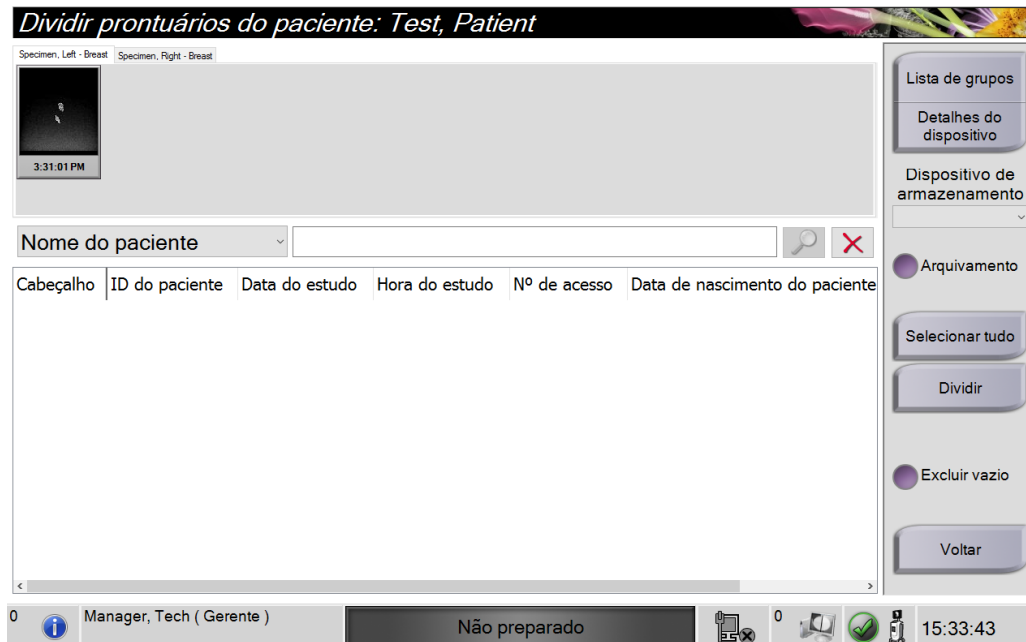 Dividir prontuários do paciente: Test, Patient
Specimen, Left - Breast
Specimen, Right - Breast
3:31:01 PM
Lista de grupos
Detalhes do
dispositivo
Dispositivo de
armazenamento
Nome do paciente
Arquivamento
Cabeçalho
ID do paciente
Data do estudo
Hora do estudo
Nº de acesso
Data de nascimento do paciente
Selecionar tudo
Dividir
Excluir vazio
Voltar
0
Manager, Tech ( Gerente )
Não preparado
0
15:33:43